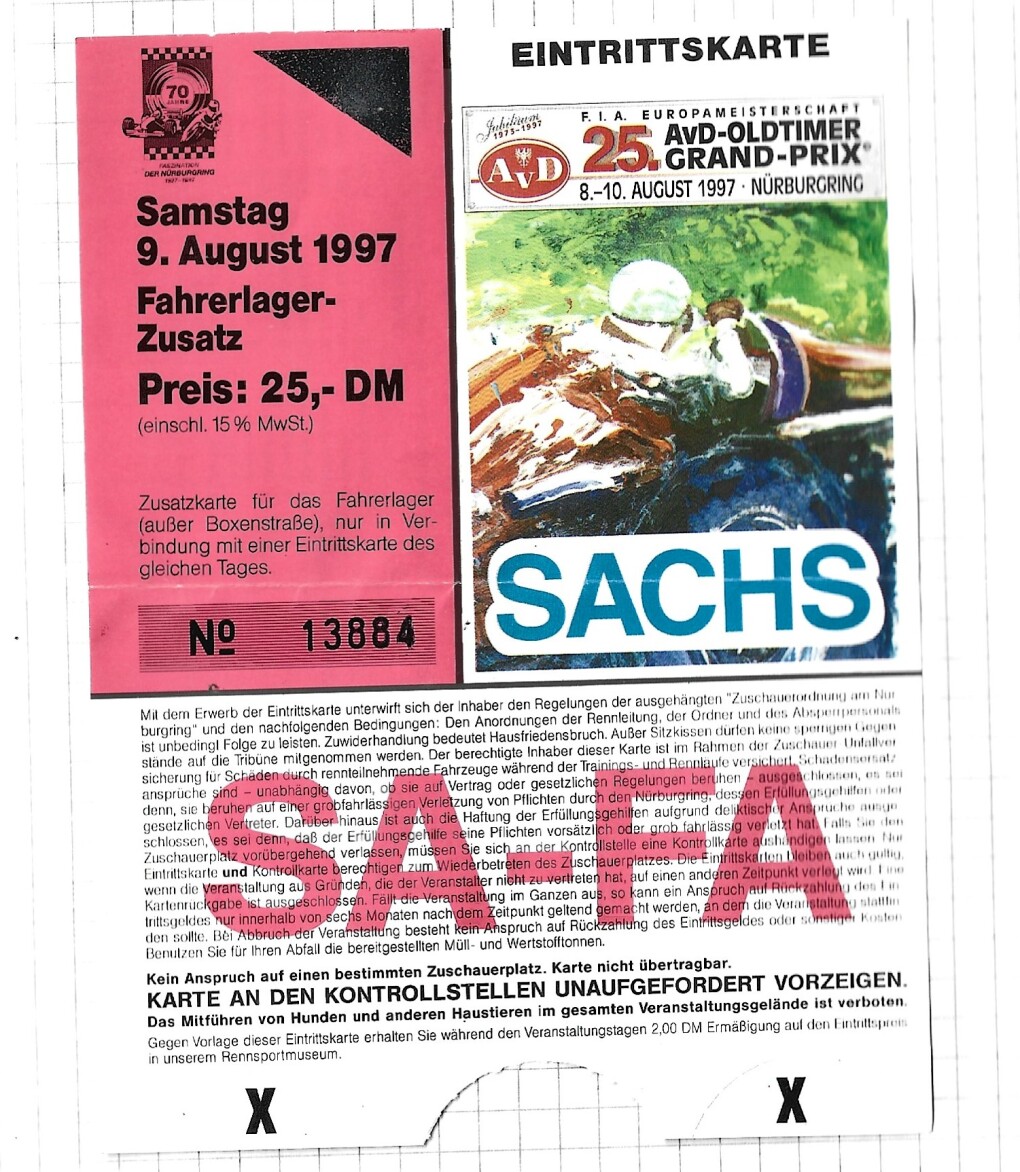 70
JAHRE
FASZINATION
DER NÜRBURGRING
1927–1997
Samstag
9. August 1997
Fahrerlager-
Zusatz
Preis: 25,- DM
(einschl. 15 % MwSt.)
Zusatzkarte für das Fahrerlager
(außer Boxenstraße), nur in Ver-
bindung mit einer Eintrittskarte des
gleichen Tages.
Nº 13884
EINTRITTSKARTE
Jubiläum
1973-1997
AvD
F. I. A. EUROPAMEISTERSCHAFT
25. AvD-OLDTIMER
GRAND-PRIX®
8.–10. AUGUST 1997 · NÜRBURGRING
SACHS
Mit dem Erwerb der Eintrittskarte unterwirft sich der Inhaber den Regelungen der ausgehängten "Zuschauerordnung am Nür
burgring" und den nachfolgenden Bedingungen: Den Anordnungen der Rennleitung, der Ordner und des Absperrpersonals
ist unbedingt Folge zu leisten. Zuwiderhandlung bedeutet Hausfriedensbruch. Außer Sitzkissen dürfen keine sperrigen Gegen
stände auf die Tribüne mitgenommen werden. Der berechtigte Inhaber dieser Karte ist im Rahmen der Zuschauer Unfallver
sicherung für Schäden durch rennteilnehmende Fahrzeuge während der Trainings- und Rennläufe versichert. Schadensersatz
ansprüche sind – unabhängig davon, ob sie auf Vertrag oder gesetzlichen Regelungen beruhen – ausgeschlossen, es sei
denn, sie beruhen auf einer grobfahrlässigen Verletzung von Pflichten durch den Nürburgring, dessen Erfüllungsgehilfen oder
gesetzlichen Vertreter. Darüber hinaus ist auch die Haftung der Erfüllungsgehilfen aufgrund deliktischer Ansprüche ausge
schlossen, es sei denn, daß der Erfüllungsgehilfe seine Pflichten vorsätzlich oder grob fahrlässig verletzt hat. Falls Sie den
Zuschauerplatz vorübergehend verlassen, müssen Sie sich an der Kontrollstelle eine Kontrollkarte aushändigen lassen. Nur
Eintrittskarte und Kontrollkarte berechtigen zum Wiederbetreten des Zuschauerplatzes. Die Eintrittskarten bleiben auch gültig,
wenn die Veranstaltung aus Gründen, die der Veranstalter nicht zu vertreten hat, auf einen anderen Zeitpunkt verlegt wird. Eine
Kartenrückgabe ist ausgeschlossen. Fällt die Veranstaltung im Ganzen aus, so kann ein Anspruch auf Rückzahlung des Ein
trittsgeldes nur innerhalb von sechs Monaten nach dem Zeitpunkt geltend gemacht werden, an dem die Veranstaltung stattfin
den sollte. Bei Abbruch der Veranstaltung besteht kein Anspruch auf Rückzahlung des Eintrittsgeldes oder sonstiger Kosten
Benutzen Sie für Ihren Abfall die bereitgestellten Müll- und Wertstofftonnen.
SA-FA
Kein Anspruch auf einen bestimmten Zuschauerplatz. Karte nicht übertragbar.
KARTE AN DEN KONTROLLSTELLEN UNAUFGEFORDERT VORZEIGEN.
Das Mitführen von Hunden und anderen Haustieren im gesamten Veranstaltungsgelände ist verboten.
Gegen Vorlage dieser Eintrittskarte erhalten Sie während den Veranstaltungstagen 2,00 DM Ermäßigung auf den Eintrittspreis
in unserem Rennsportmuseum.
X X